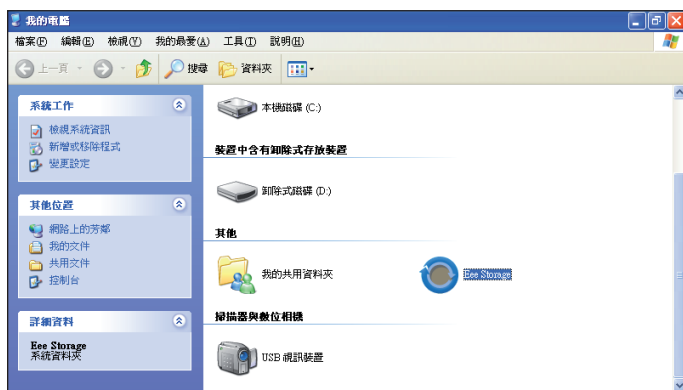 我的電腦
檔案(F) 編輯(E) 檢視(V) 我的最愛(A) 工具(T) 說明(H)
上一頁 搜尋 資料夾
系統工作
檢視系統資訊
新增或移除程式
變更設定
其他位置
網路上的芳鄰
我的文件
共用文件
控制台
詳細資料
Eee Storage
系統資料夾
本機磁碟 (C:)
裝置中含有卸除式存放裝置
卸除式磁碟 (D:)
其他
我的共用資料夾
Eee Storage
掃描器與數位相機
USB 視訊裝置